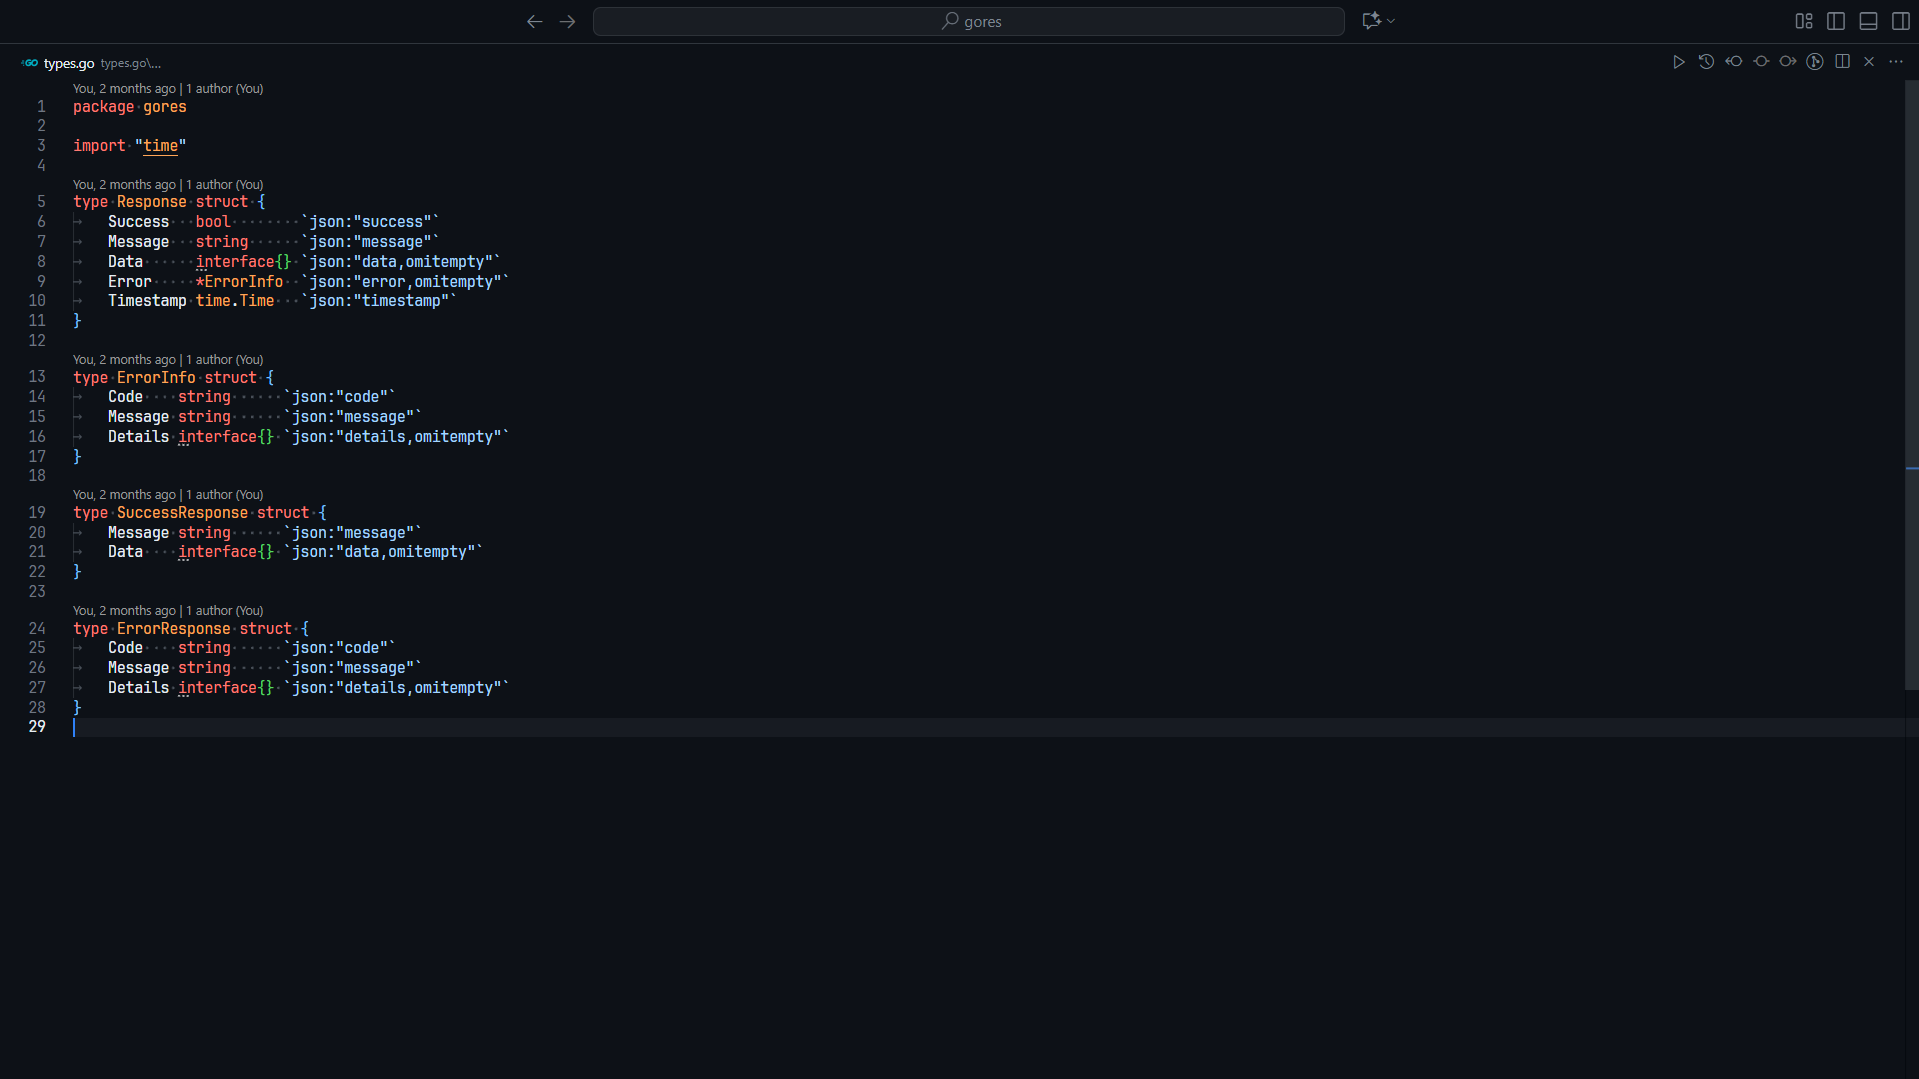 gores
GO types.go types.go\...
You, 2 months ago | 1 author (You)
1 package gores
2
3 import "time"
4
You, 2 months ago | 1 author (You)
5 type Response struct {
6 Success bool `json:"success"`
7 Message string `json:"message"`
8 Data interface{} `json:"data,omitempty"`
9 Error *ErrorInfo `json:"error,omitempty"`
10 Timestamp time.Time `json:"timestamp"`
11 }
12
You, 2 months ago | 1 author (You)
13 type ErrorInfo struct {
14 Code string `json:"code"`
15 Message string `json:"message"`
16 Details interface{} `json:"details,omitempty"`
17 }
18
You, 2 months ago | 1 author (You)
19 type SuccessResponse struct {
20 Message string `json:"message"`
21 Data interface{} `json:"data,omitempty"`
22 }
23
You, 2 months ago | 1 author (You)
24 type ErrorResponse struct {
25 Code string `json:"code"`
26 Message string `json:"message"`
27 Details interface{} `json:"details,omitempty"`
28 }
29